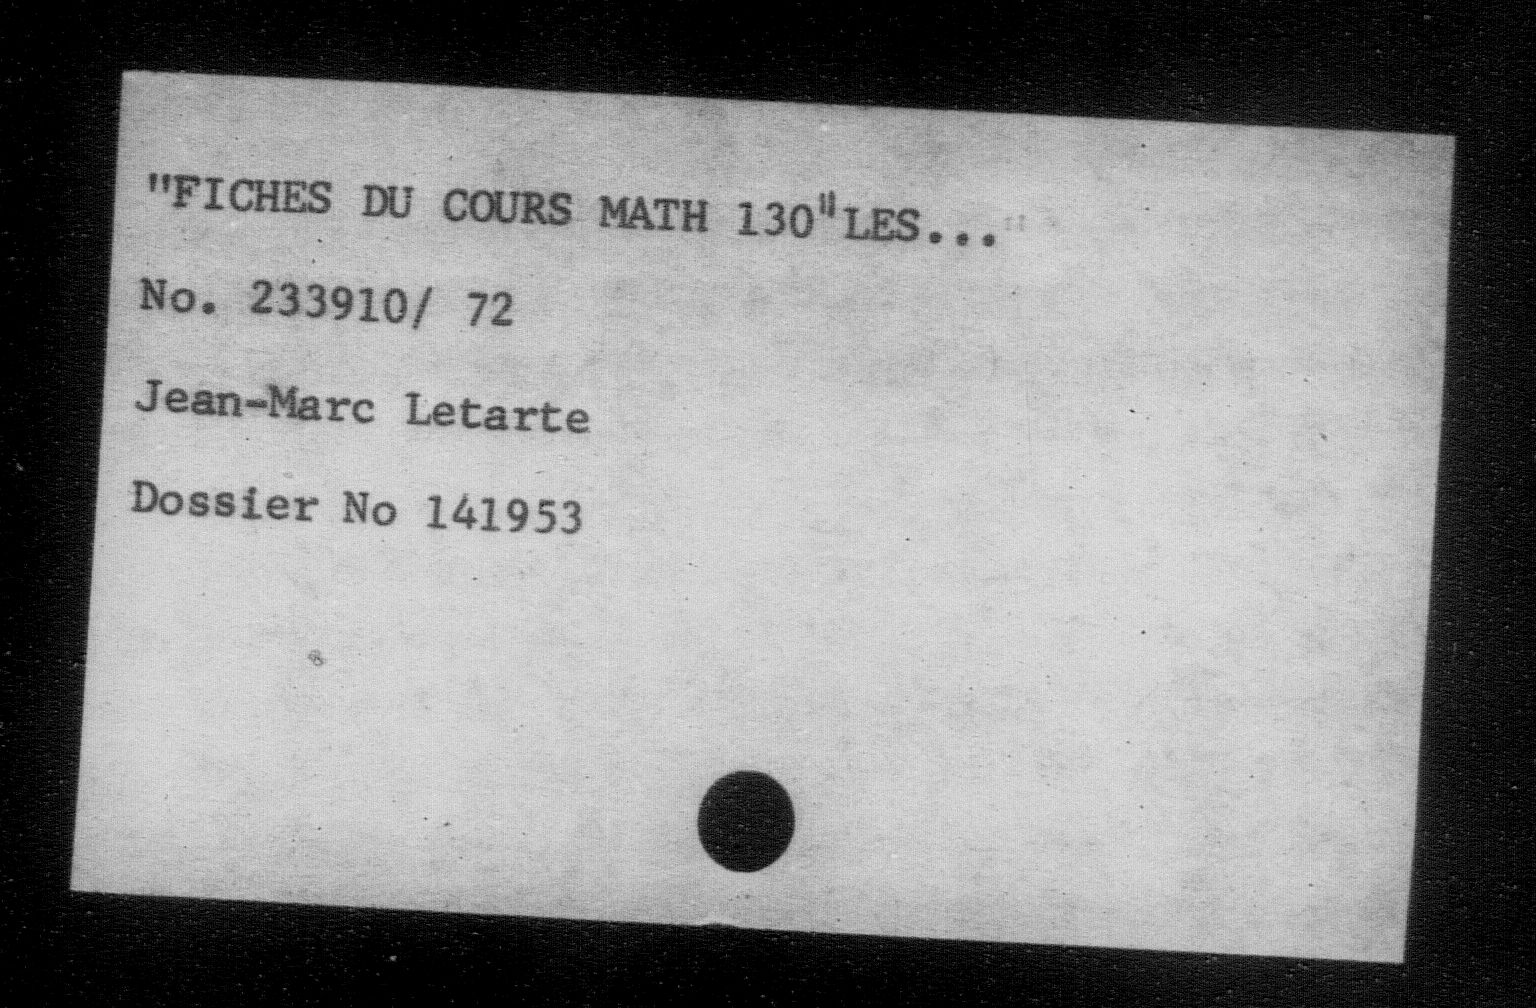 "FICHES DU COURS MATH 130"LES...
No. 233910/ 72
Jean-Marc Letarte
Dossier No 141953